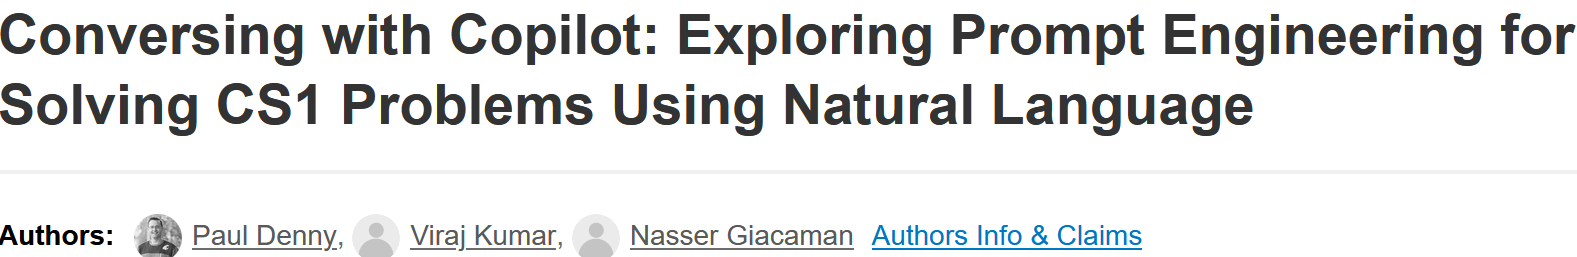 Conversing with Copilot: Exploring Prompt Engineering for
Solving CS1 Problems Using Natural Language
Authors: Paul Denny, Viraj Kumar, Nasser Giacaman Authors Info & Claims